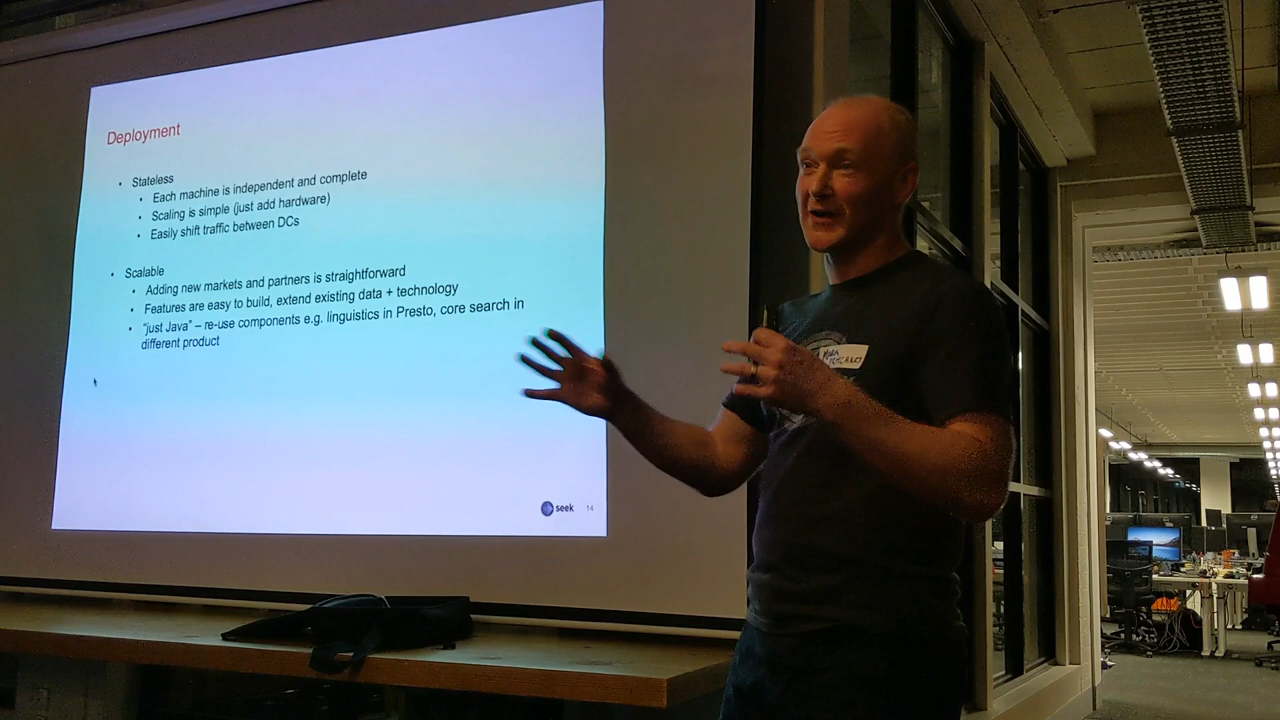 Deployment
• Stateless
• Each machine is independent and complete
• Scaling is simple (just add hardware)
• Easily shift traffic between DCs
• Scalable
• Adding new markets and partners is straightforward
• Features are easy to build, extend existing data + technology
• "just Java" – re-use components e.g. linguistics in Presto, core search in
different product
seek 14